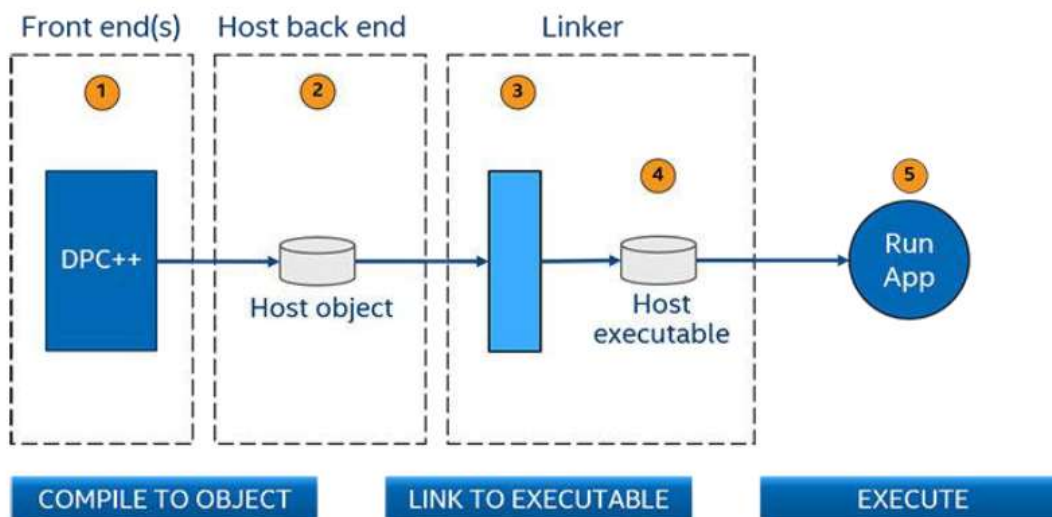 Front end(s)
Host back end
Linker
1
2
3
4
5
DPC++
Host object
Host
executable
Run
App
COMPILE TO OBJECT
LINK TO EXECUTABLE
EXECUTE